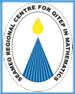 SEAMEO REGIONAL CENTRE FOR QITEP IN MATHEMATICS